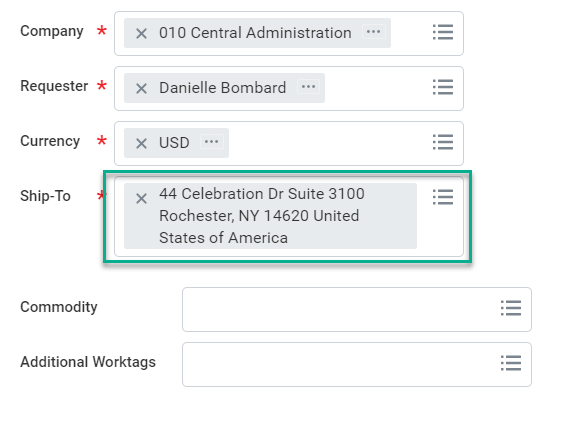 Company * 010 Central Administration
Requester * Danielle Bombard
Currency * USD
Ship-To * 44 Celebration Dr Suite 3100
Rochester, NY 14620 United
States of America
Commodity
Additional Worktags